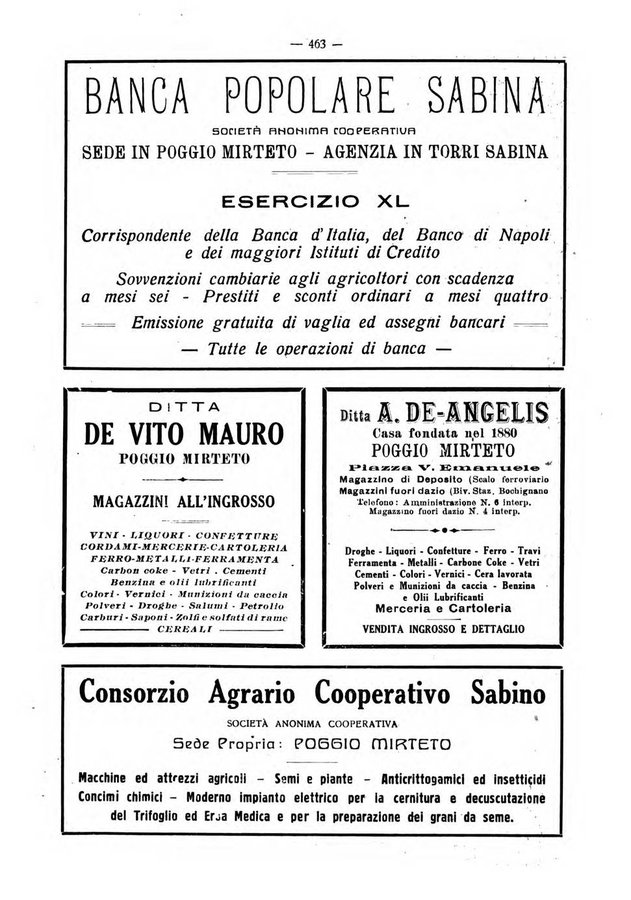 — 463 —
BANCA POPOLARE SABINA
SOCIETÀ ANONIMA COOPERATIVA
SEDE IN POGGIO MIRTETO – AGENZIA IN TORRI SABINA
ESERCIZIO XL
Corrispondente della Banca d'Italia, del Banco di Napoli
e dei maggiori Istituti di Credito
Sovvenzioni cambiarie agli agricoltori con scadenza
a mesi sei - Prestiti e sconti ordinari a mesi quattro
Emissione gratuita di vaglia ed assegni bancari
— Tutte le operazioni di banca —
DITTA
DE VITO MAURO
POGGIO MIRTETO
MAGAZZINI ALL'INGROSSO
VINI - LIQUORI - CONFETTURE
CORDAMI-MERCERIE-CARTOLERIA
FERRO-METALLI-FERRAMENTA
Carbon coke - Vetri - Cementi
Benzina e olii lubrificanti
Colori - Vernici - Munizioni da caccia
Polveri - Droghe - Salumi - Petrolio
Carburi - Saponi - Zolfi e solfati di rame
CEREALI
Ditta A. DE-ANGELIS
Casa fondata nel 1880
POGGIO MIRTETO
Piazza V. Emanuele
Magazzino di Deposito (Scalo ferroviario
Magazzini fuori dazio (Biv. Staz. Bochignano
Telefono: Amministrazione N. 6 interp.
Magazzino fuori dazio N. 4 interp.
Droghe - Liquori - Confetture - Ferro - Travi
Ferramenta - Metalli - Carbone Coke - Vetri
Cementi - Colori - Vernici - Cera lavorata
Polveri e Munizioni da caccia - Benzina
e Olii Lubrificanti
Merceria e Cartoleria
VENDITA INGROSSO E DETTAGLIO
Consorzio Agrario Cooperativo Sabino
SOCIETÀ ANONIMA COOPERATIVA
Sede Propria: POGGIO MIRTETO
Macchine ed attrezzi agricoli – Semi e piante – Anticrittogamici ed insetticidi
Concimi chimici – Moderno impianto elettrico per la cernitura e decuscutazione
del Trifoglio ed Erba Medica e per la preparazione dei grani da seme.